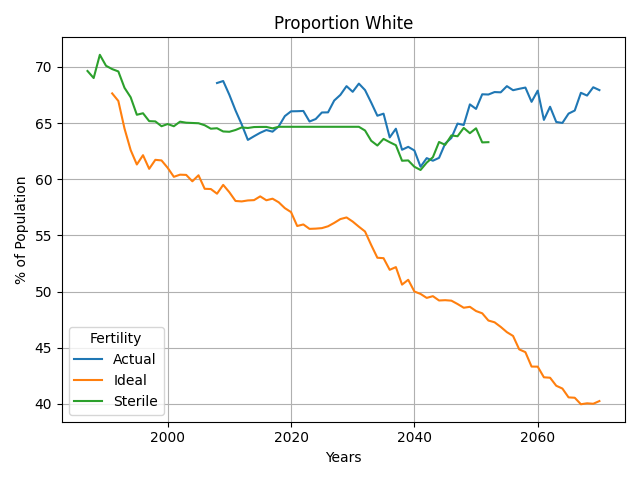 Proportion White
% of Population
70
65
60
55
50
45
40
Fertility
Actual
Ideal
Sterile
2000
2020
2040
2060
Years